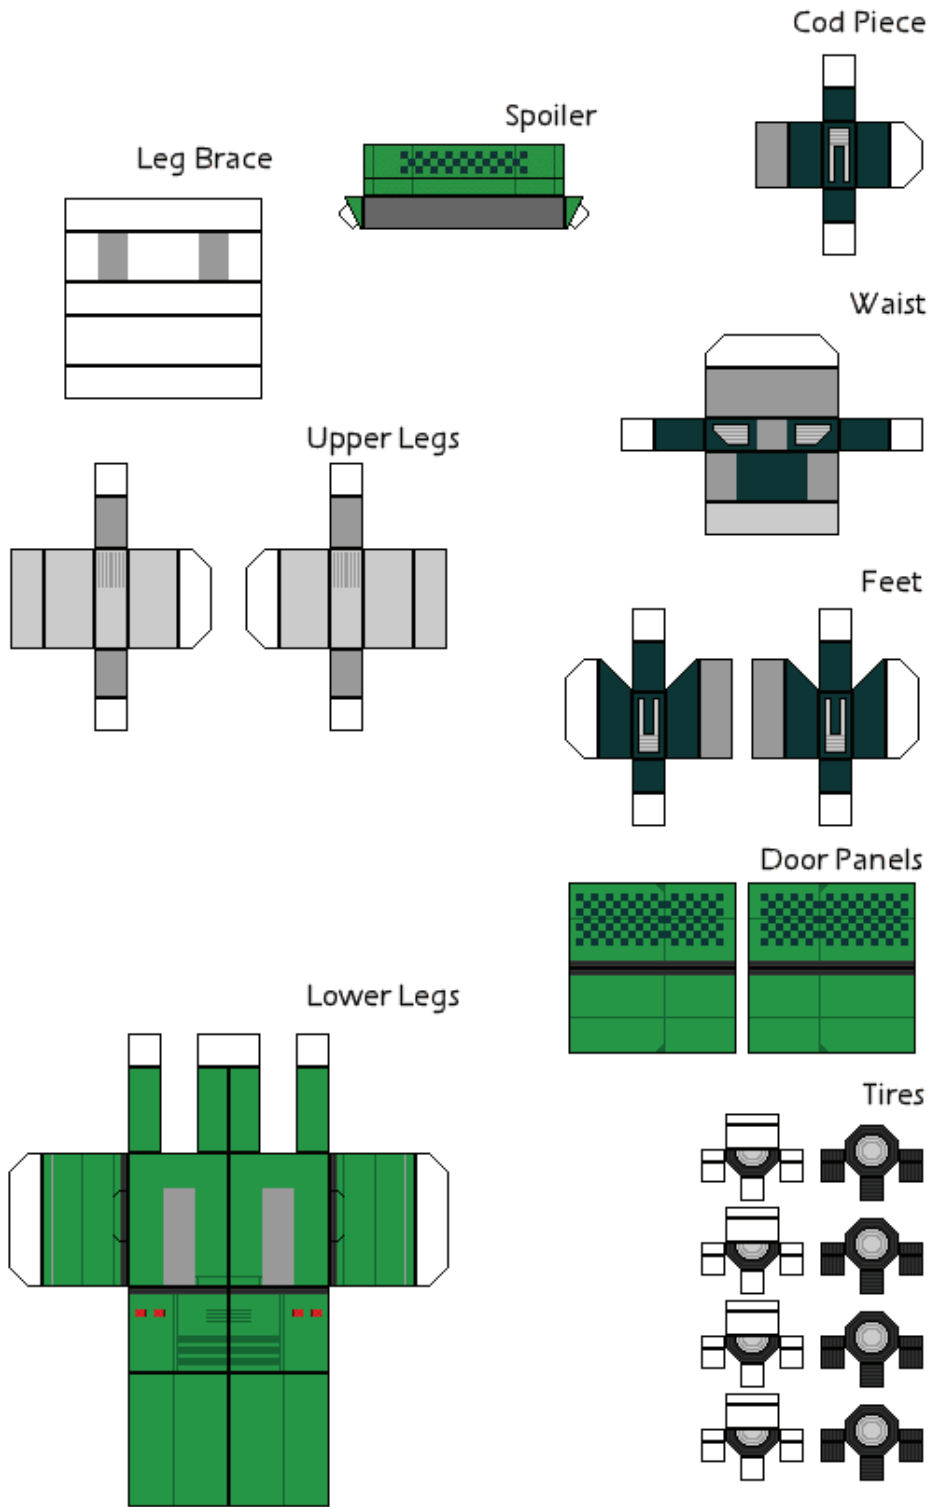 Cod Piece
Spoiler
Leg Brace
Waist
Upper Legs
Feet
Door Panels
Lower Legs
Tires